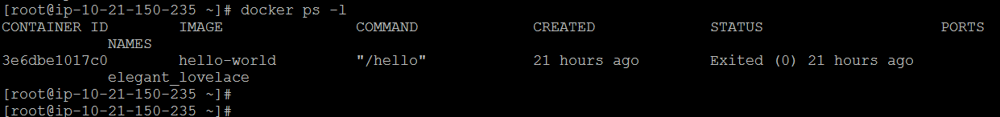 [root@ip-10-21-150-235 ~]# docker ps -l
CONTAINER ID        IMAGE               COMMAND             CREATED             STATUS                    PORTS
            NAMES
3e6dbe1017c0        hello-world         "/hello"            21 hours ago        Exited (0) 21 hours ago
            elegant_lovelace
[root@ip-10-21-150-235 ~]#
[root@ip-10-21-150-235 ~]#